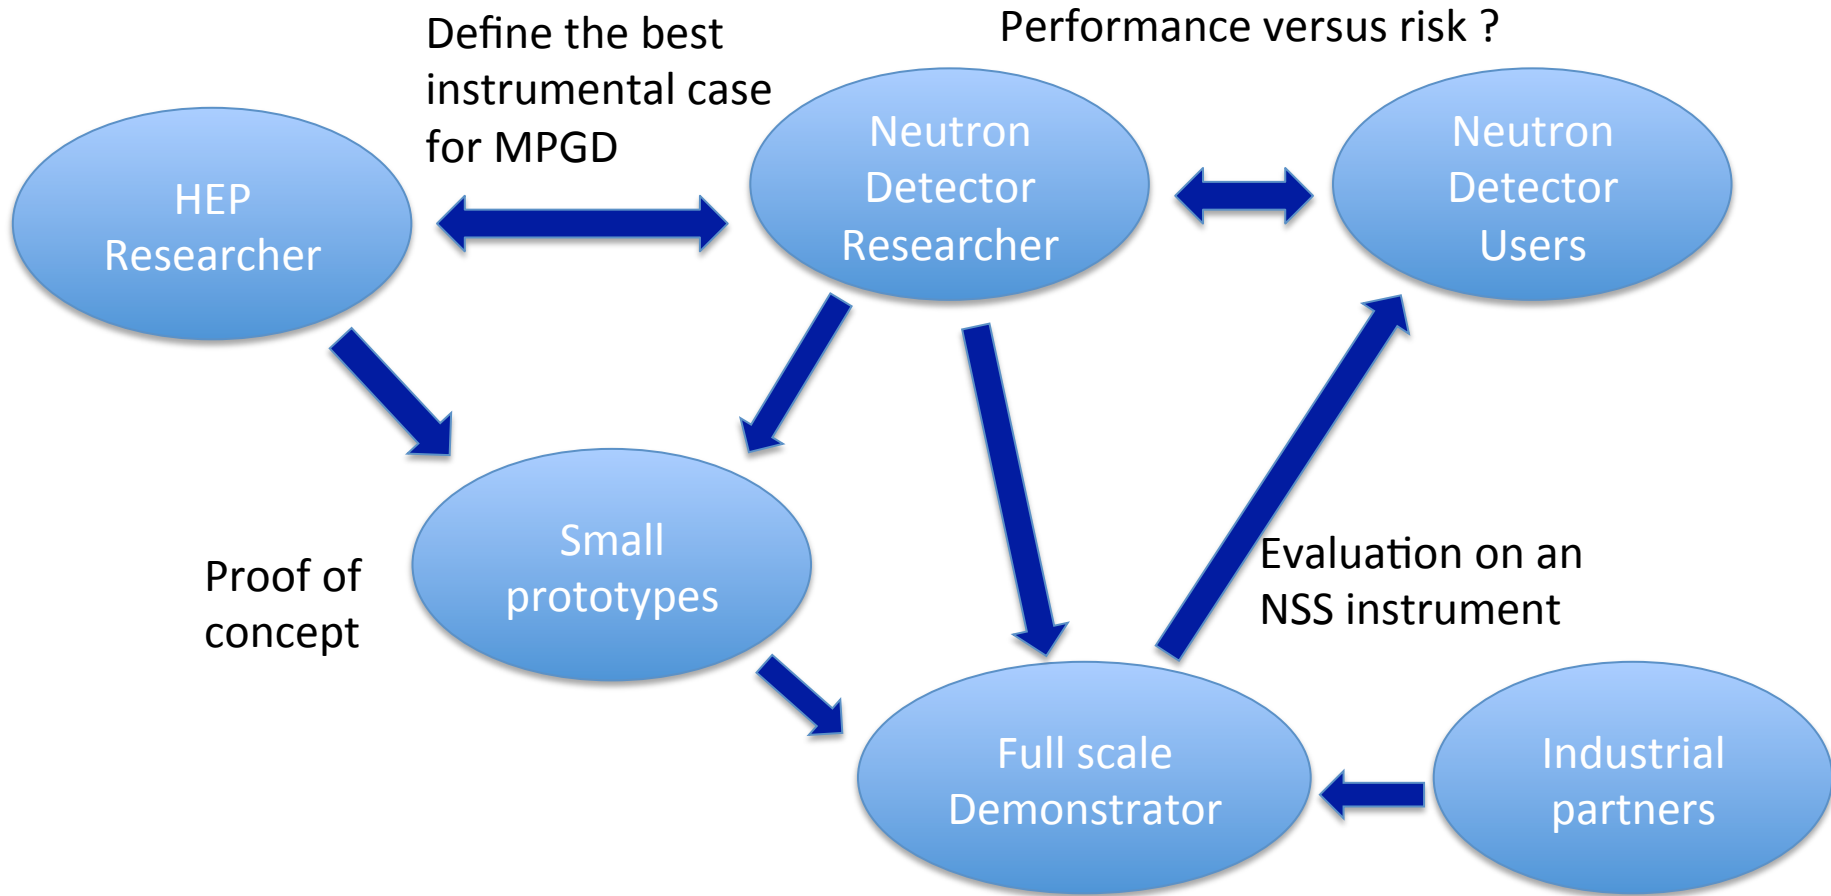 Define the best
instrumental case
for MPGD
Performance versus risk ?
HEP
Researcher
Neutron
Detector
Researcher
Neutron
Detector
Users
Proof of
concept
Small
prototypes
Evaluation on an
NSS instrument
Full scale
Demonstrator
Industrial
partners